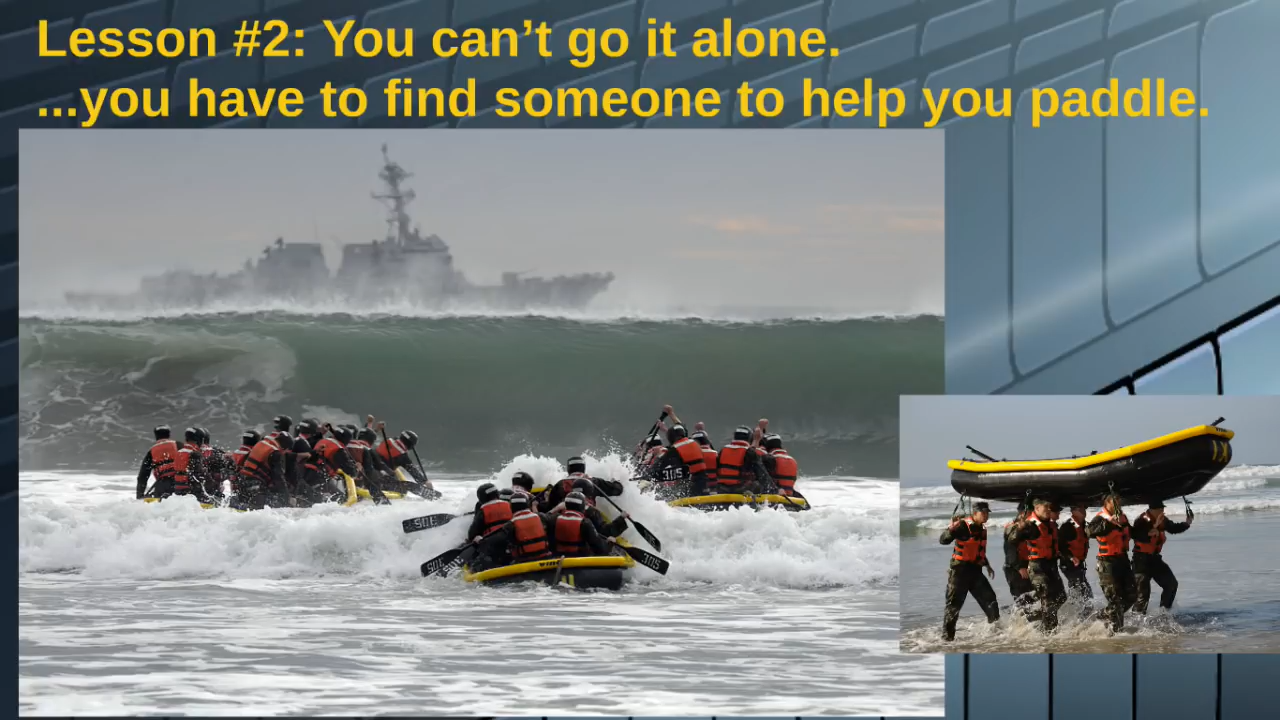 Lesson #2: You can’t go it alone.
...you have to find someone to help you paddle.